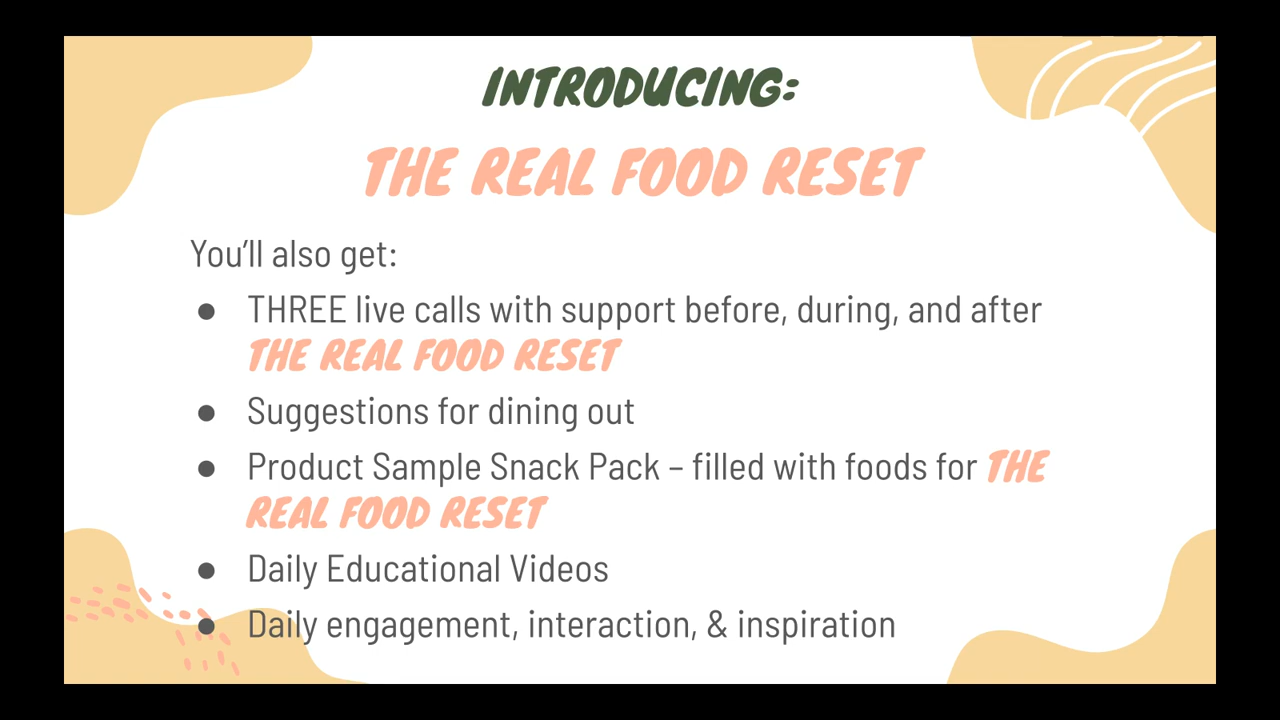 INTRODUCING:
THE REAL FOOD RESET
You'll also get:
● THREE live calls with support before, during, and after
THE REAL FOOD RESET
● Suggestions for dining out
● Product Sample Snack Pack – filled with foods for THE
REAL FOOD RESET
● Daily Educational Videos
● Daily engagement, interaction, & inspiration